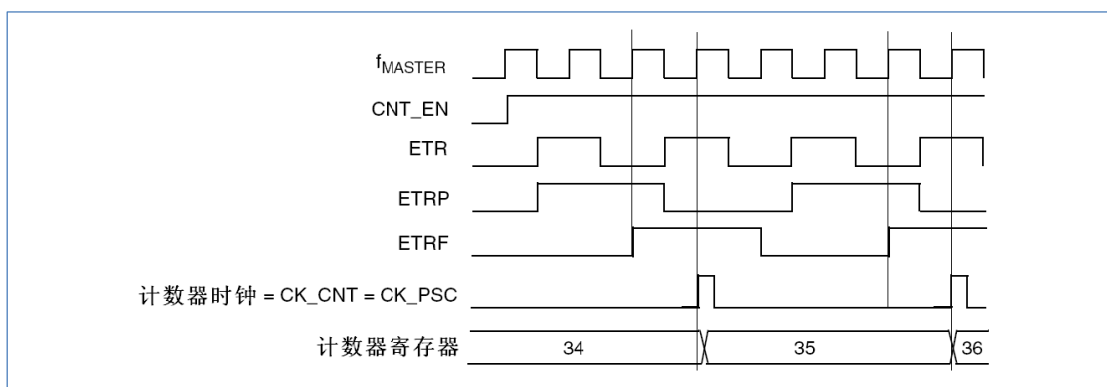 fMASTER
CNT_EN
ETR
ETRP
ETRF
计数器时钟 = CK_CNT = CK_PSC
计数器寄存器 34 35 36